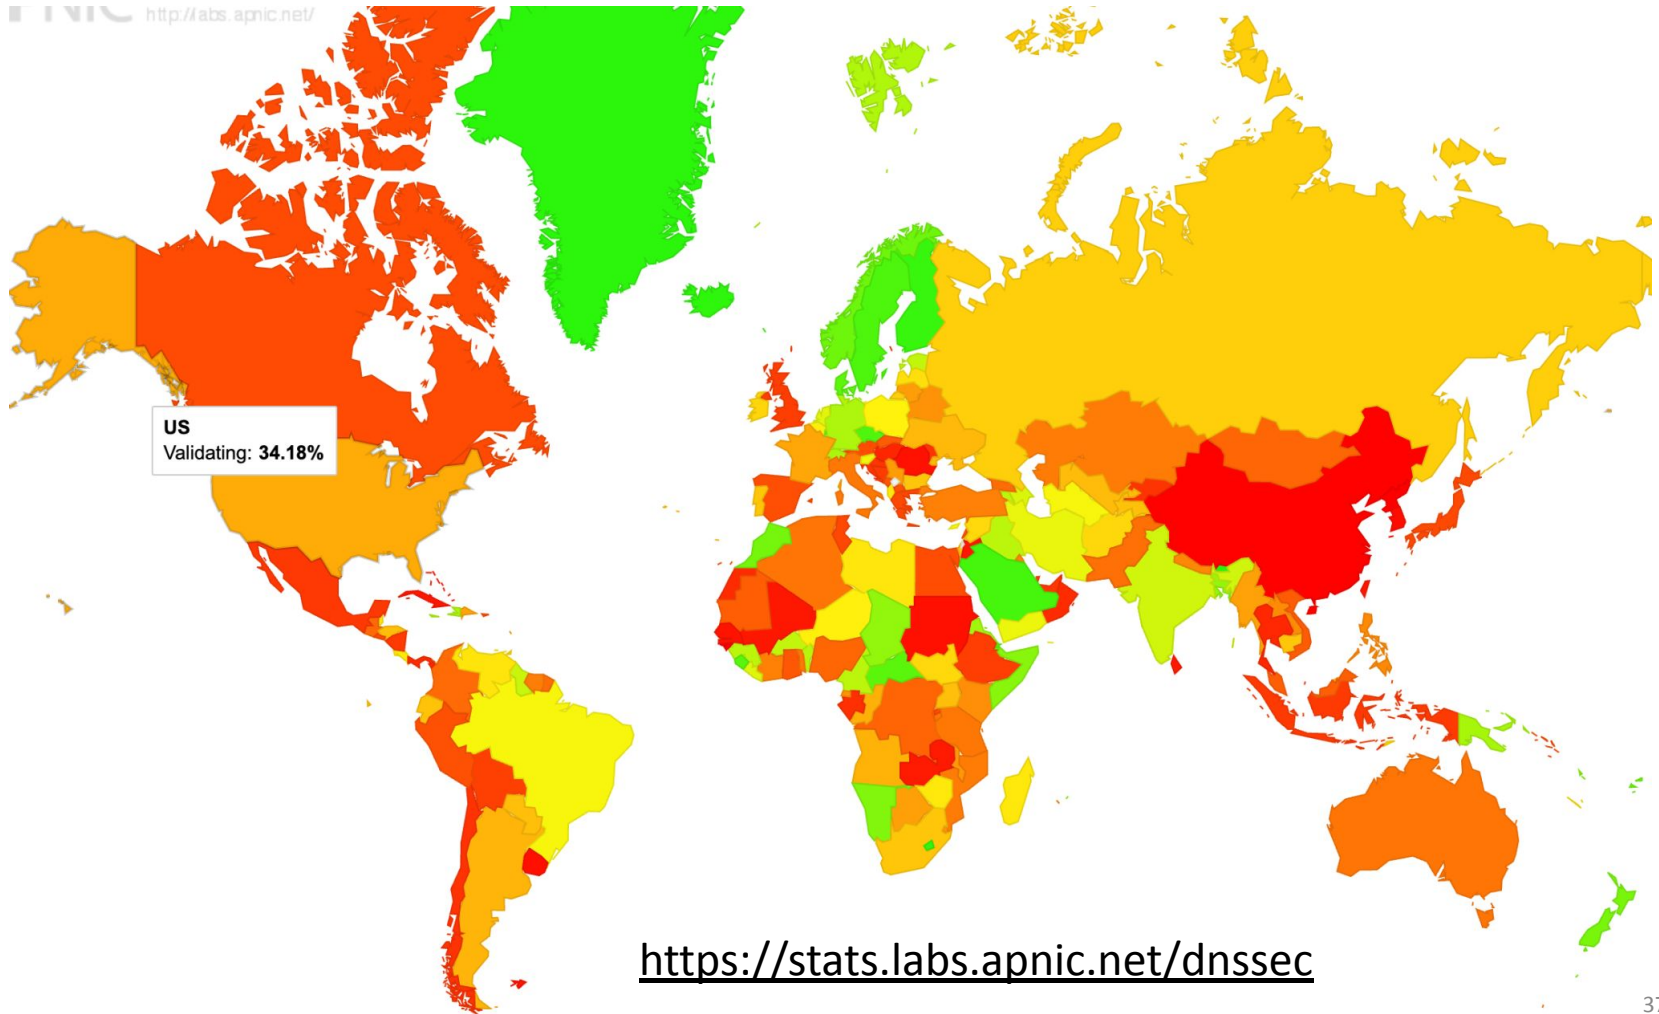 http://labs.apnic.net/
US
Validating: 34.18%
https://stats.labs.apnic.net/dnssec